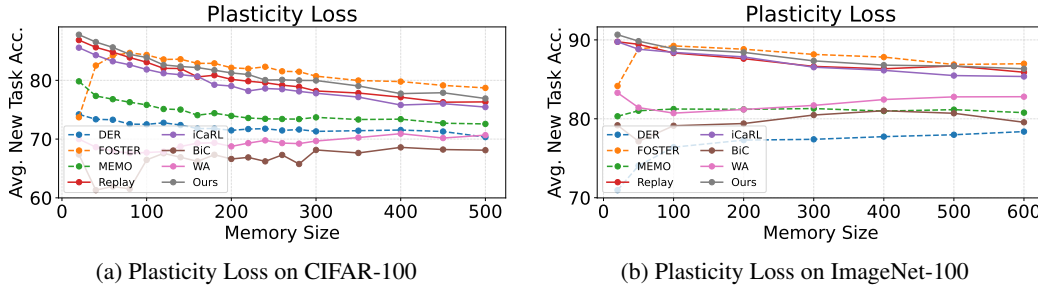 Plasticity Loss
Avg. New Task Acc.
80
70
60
DER
FOSTER
MEMO
Replay
iCaRL
BiC
WA
Ours
0 100 200 300 400 500
Memory Size
(a) Plasticity Loss on CIFAR-100
Plasticity Loss
Avg. New Task Acc.
90
80
70
DER
FOSTER
MEMO
Replay
iCaRL
BiC
WA
Ours
0 100 200 300 400 500 600
Memory Size
(b) Plasticity Loss on ImageNet-100